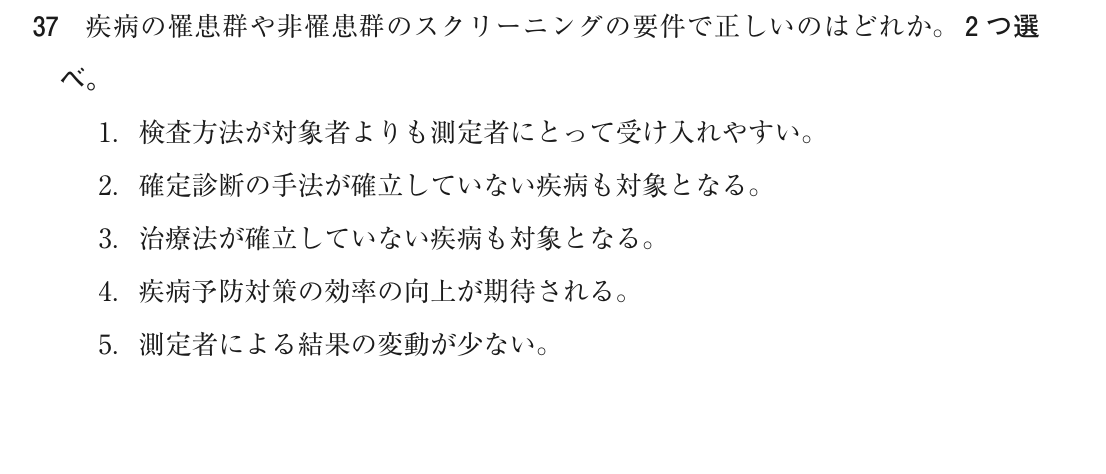 37 疾病の罹患群や非罹患群のスクリーニングの要件で正しいのはどれか。2つ選
べ。
1. 検査方法が対象者よりも測定者にとって受け入れやすい。
2. 確定診断の手法が確立していない疾病も対象となる。
3. 治療法が確立していない疾病も対象となる。
4. 疾病予防対策の効率の向上が期待される。
5. 測定者による結果の変動が少ない。